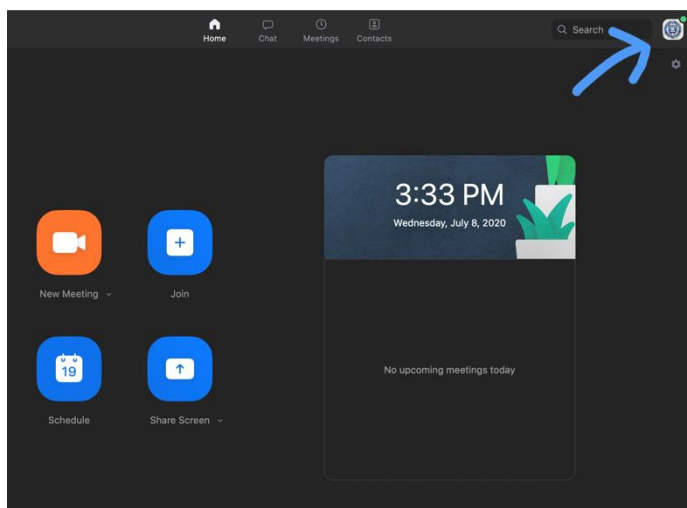 Home
Chat
Meetings
Contacts
Search
3:33 PM
Wednesday, July 8, 2020
New Meeting
Join
19
Schedule
Share Screen
No upcoming meetings today